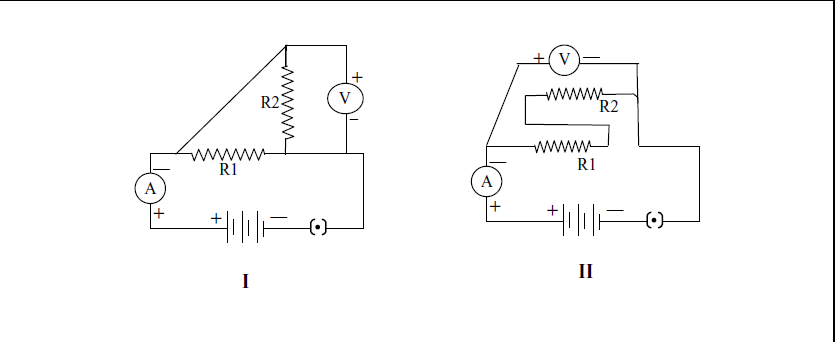 + V —
+
R2 V R2
—
R1 R1
— —
A A
+ + — + + —
I II